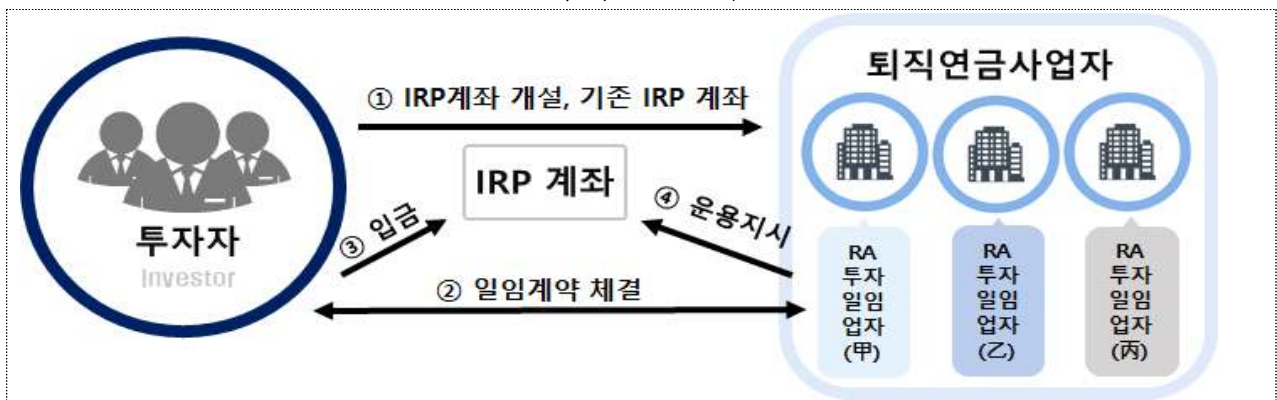 퇴직연금사업자
① IRP계좌 개설, 기존 IRP 계좌
IRP 계좌
③ 입금
④ 운용지시
② 일임계약 체결
투자자
Investor
RA
투자
일임
업자
(甲)
RA
투자
일임
업자
(乙)
RA
투자
일임
업자
(丙)